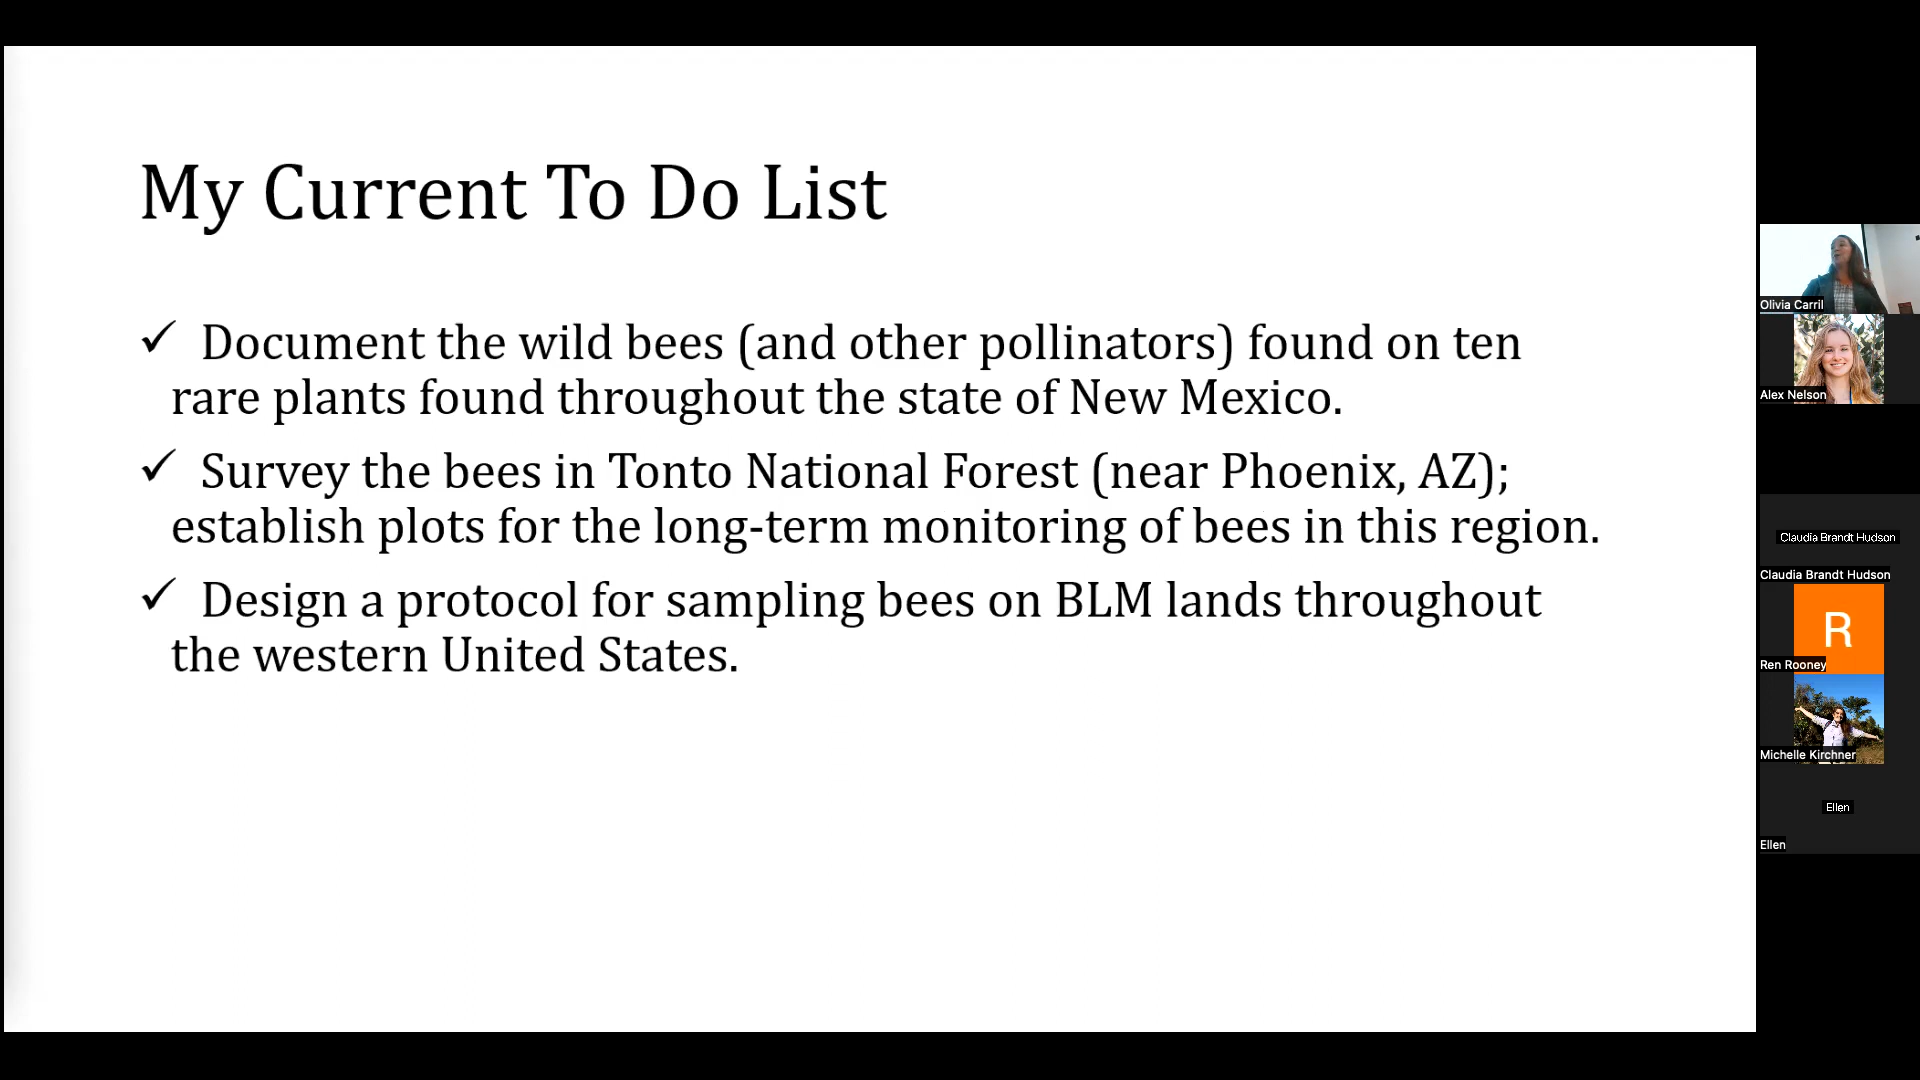 My Current To Do List
✓ Document the wild bees (and other pollinators) found on ten
rare plants found throughout the state of New Mexico.
✓ Survey the bees in Tonto National Forest (near Phoenix, AZ);
establish plots for the long-term monitoring of bees in this region.
✓ Design a protocol for sampling bees on BLM lands throughout
the western United States.
Olivia Carril
Alex Nelson
Claudia Brandt Hudson
Claudia Brandt Hudson
R
Ren Rooney
Michelle Kirchner
Ellen
Ellen